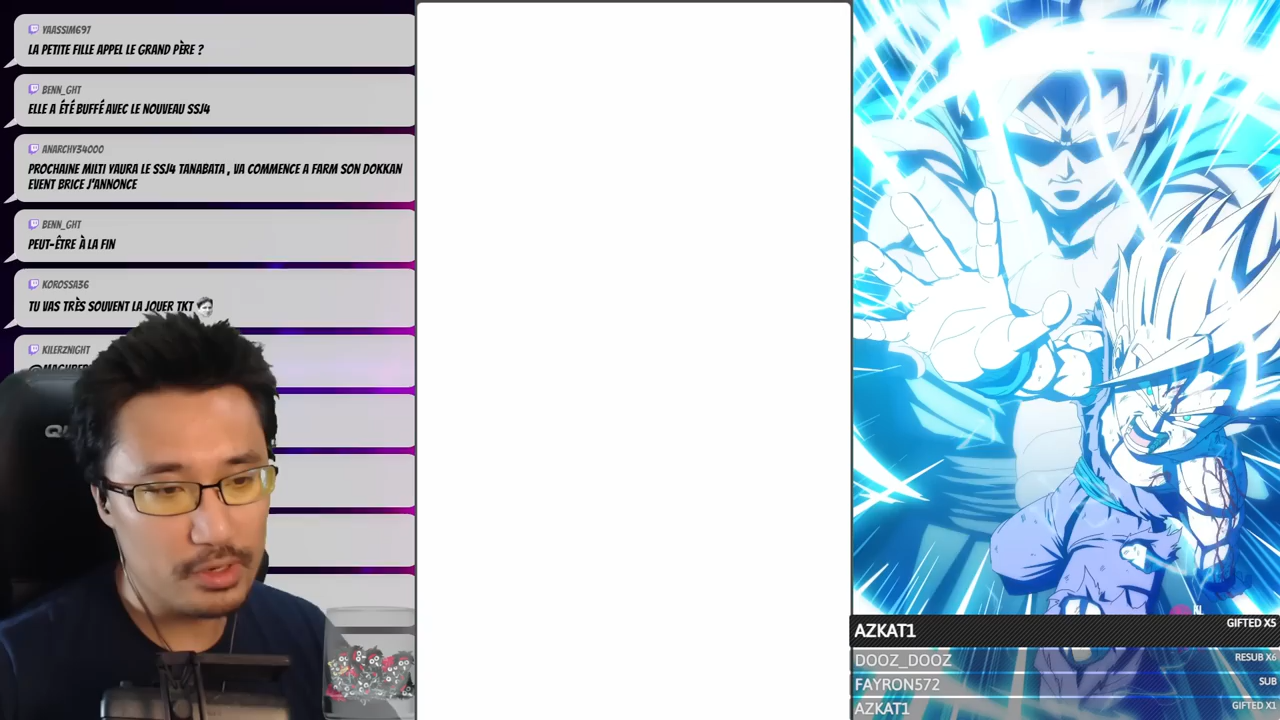 YAASSIM697
LA PETITE FILLE APPEL LE GRAND PÈRE ?
BENN_GHT
ELLE A ÉTÉ BUFFÉ AVEC LE NOUVEAU SSJ4
ANARCHY34000
PROCHAINE MILTI YAURA LE SSJ4 TANABATA , VA COMMENCE A FARM SON DOKKAN
EVENT BRICE J'ANNONCE
BENN_GHT
PEUT-ÊTRE À LA FIN
KOROSSA36
TU VAS TRÈS SOUVENT LA JOUER TKT
KILERZNIGHT
AZKAT1 GIFTED X5
DOOZ_DOOZ RESUB X6
FAYRON572 SUB
AZKAT1 GIFTED X1